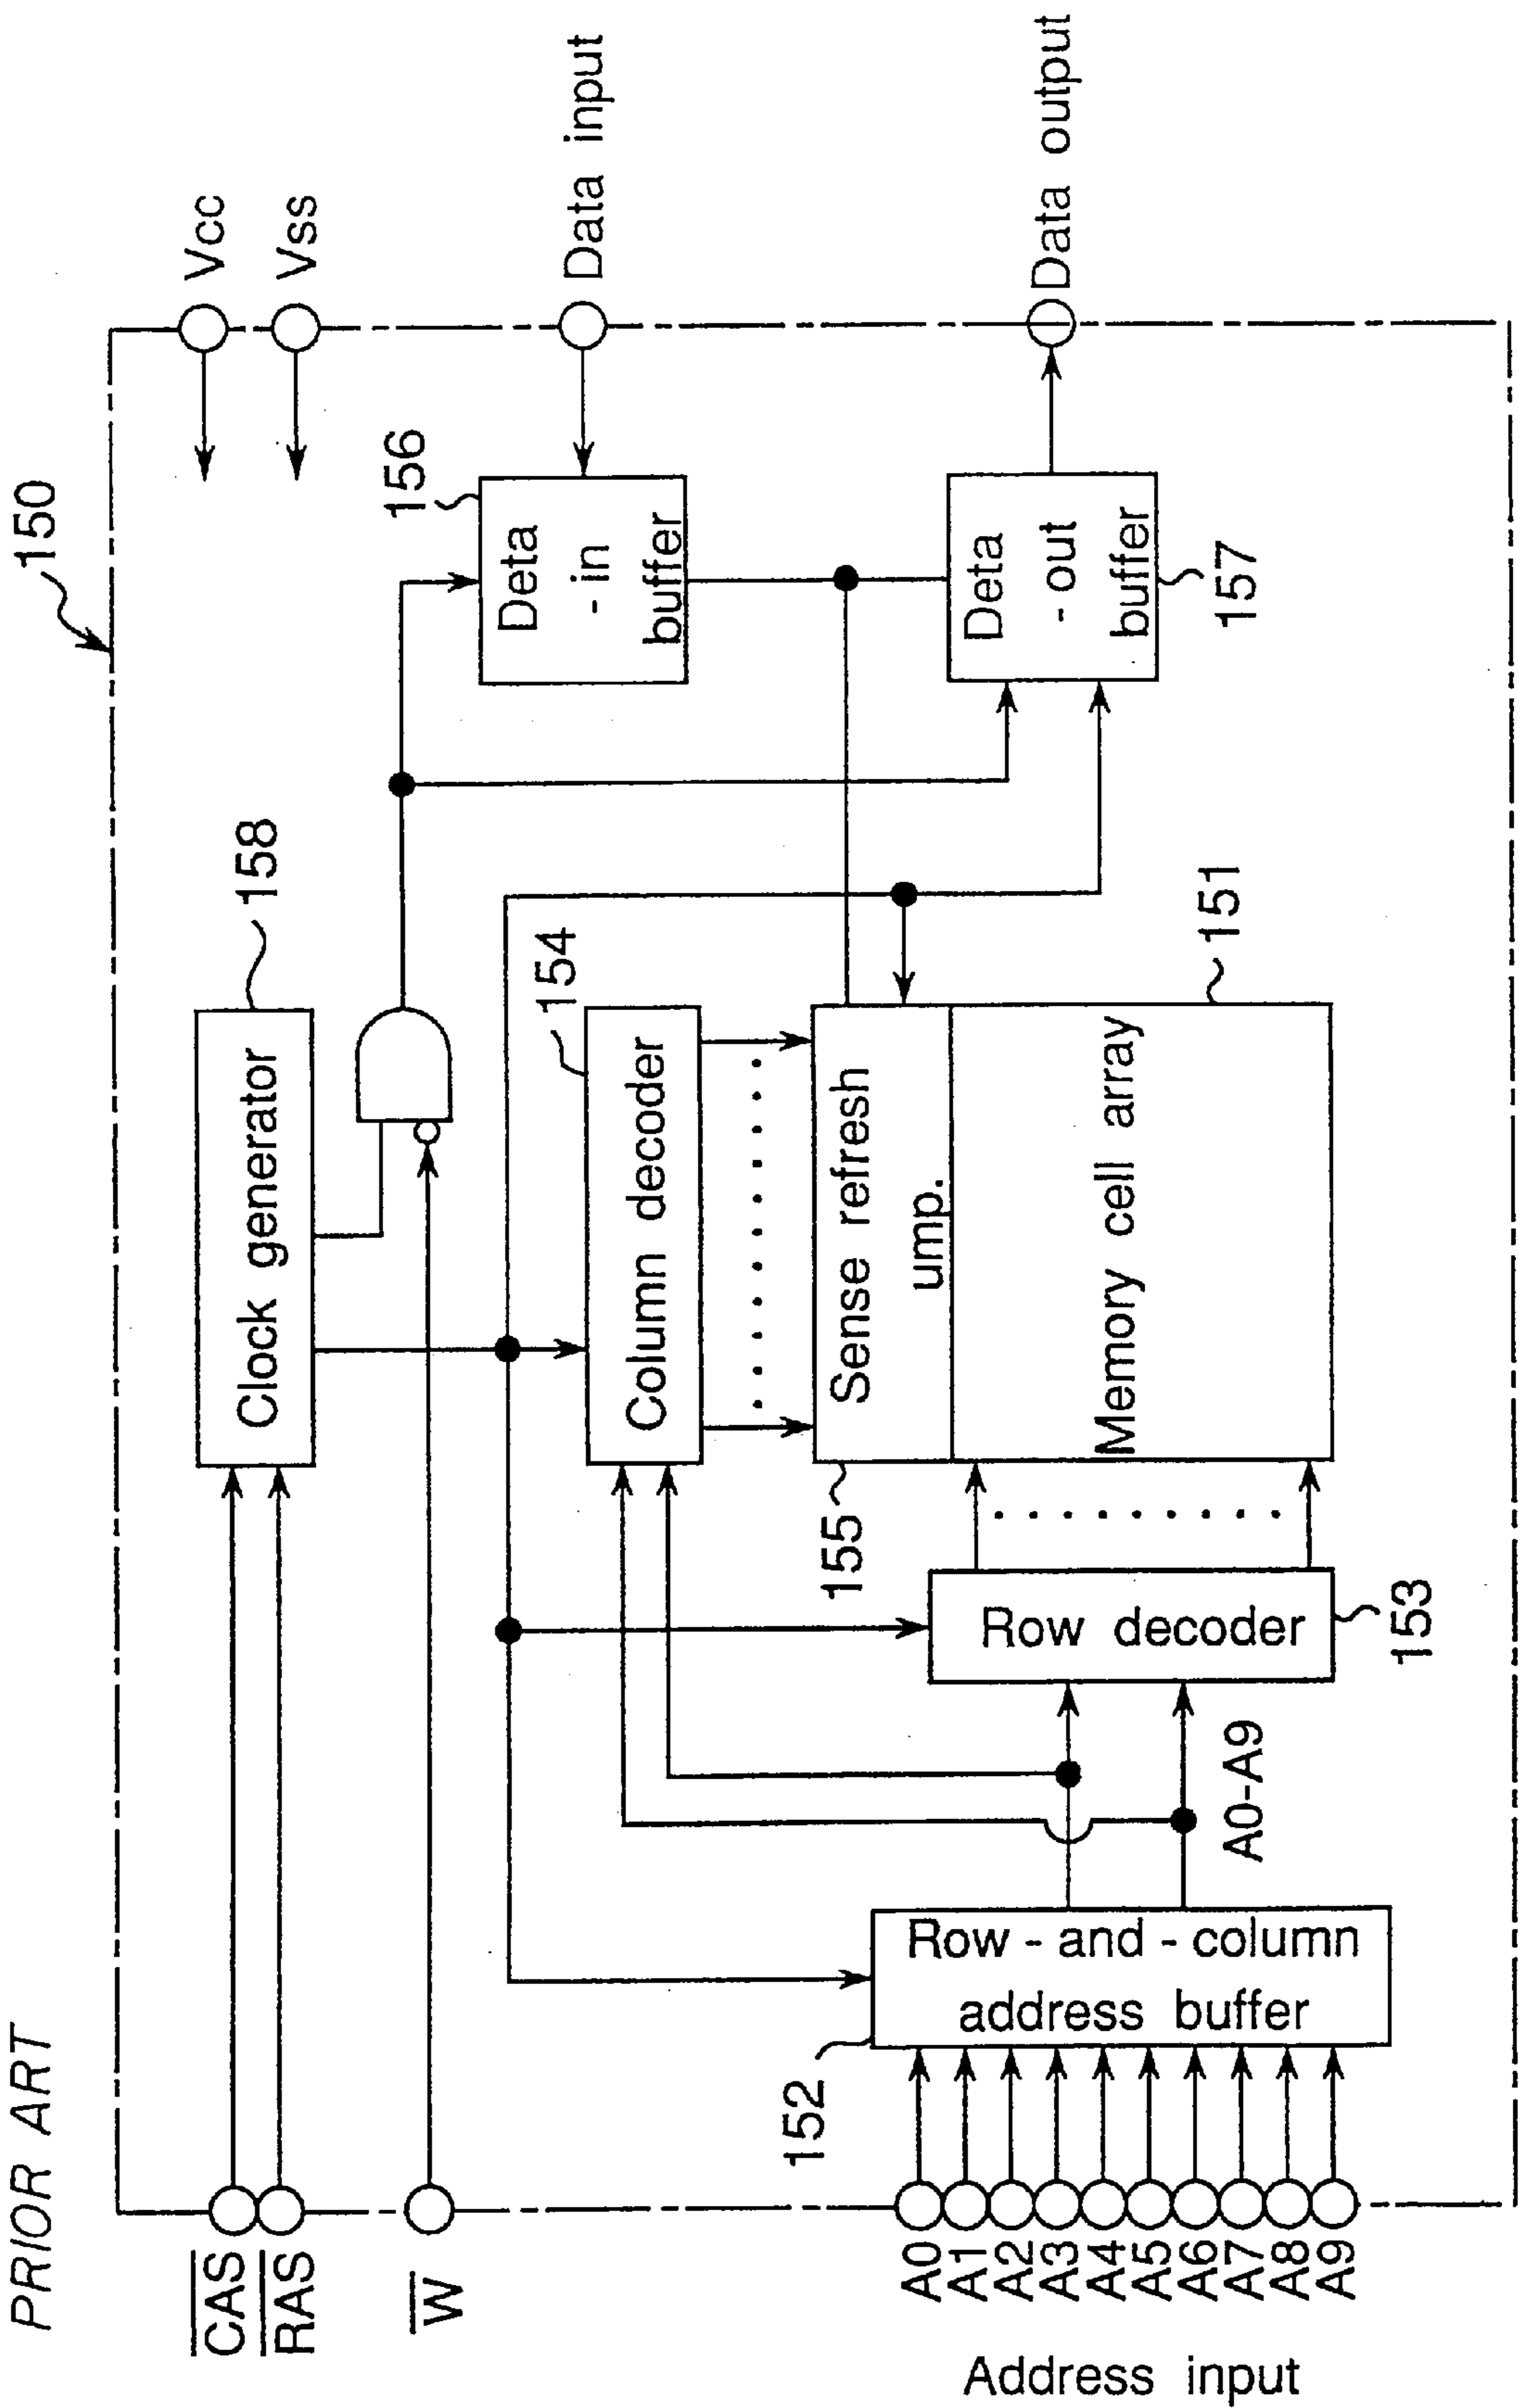 PRIOR ART
150
CAS
RAS
W
Vcc
Vss
158
Clock generator
156
Deta
- in
buffer
Data input
154
Column decoder
155
Sense refresh
ump.
Memory cell array
151
Deta
- out
buffer
157
Data output
Row decoder
153
A0-A9
152
Row - and - column
address buffer
A0
A1
A2
A3
A4
A5
A6
A7
A8
A9
Address input